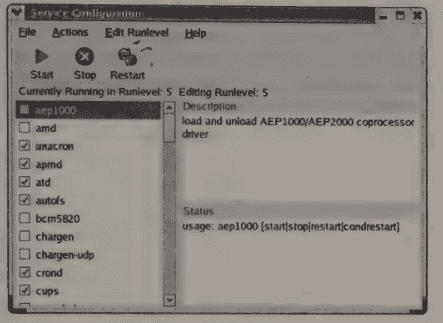 Service Configuration
File Actions Edit Runlevel Help
Start Stop Restart
Currently Running in Runlevel: 5 Editing Runlevel: 5
aep1000
amd
anacron
apmd
atd
autofs
bcm5820
chargen
chargen-udp
crond
cups
Description
load and unload AEP1000/AEP2000 coprocessor
driver
Status
usage: aep1000 [start|stop|restart|condrestart]